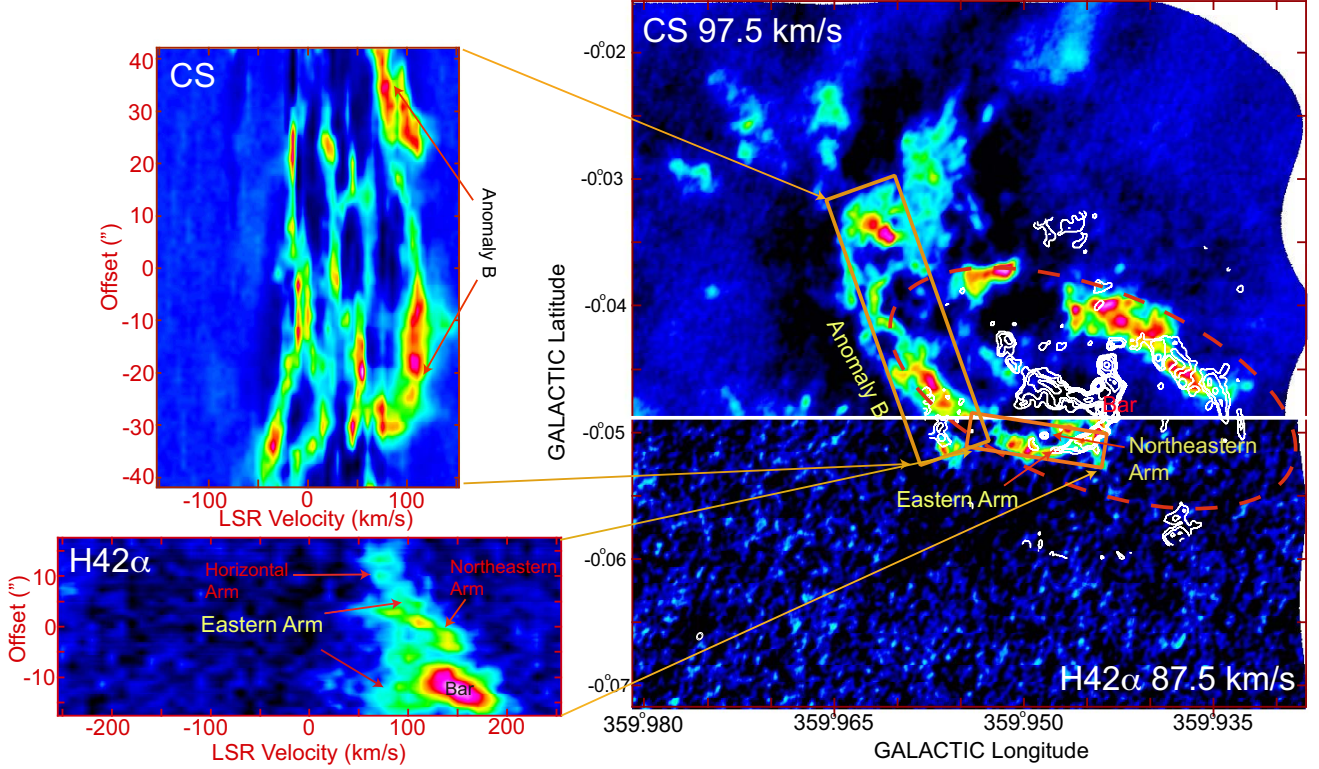 CS
40
20
0
-10
-20
-30
-40
30
10
Offset (")
-100
0
100
LSR Velocity (km/s)
Anomaly B
H42α
10
0
-10
Offset (")
Horizontal
Arm
Northeastern
Arm
Eastern Arm
Bar
-200
-100
0
100
200
LSR Velocity (km/s)
CS 97.5 km/s
-0°.02
-0°.03
-0°.04
-0°.05
-0°.06
-0°.07
GALACTIC Latitude
Anomaly B
Bar
Northeastern
Arm
Eastern Arm
H42α 87.5 km/s
359.980
359.965
359.950
359.935
GALACTIC Longitude